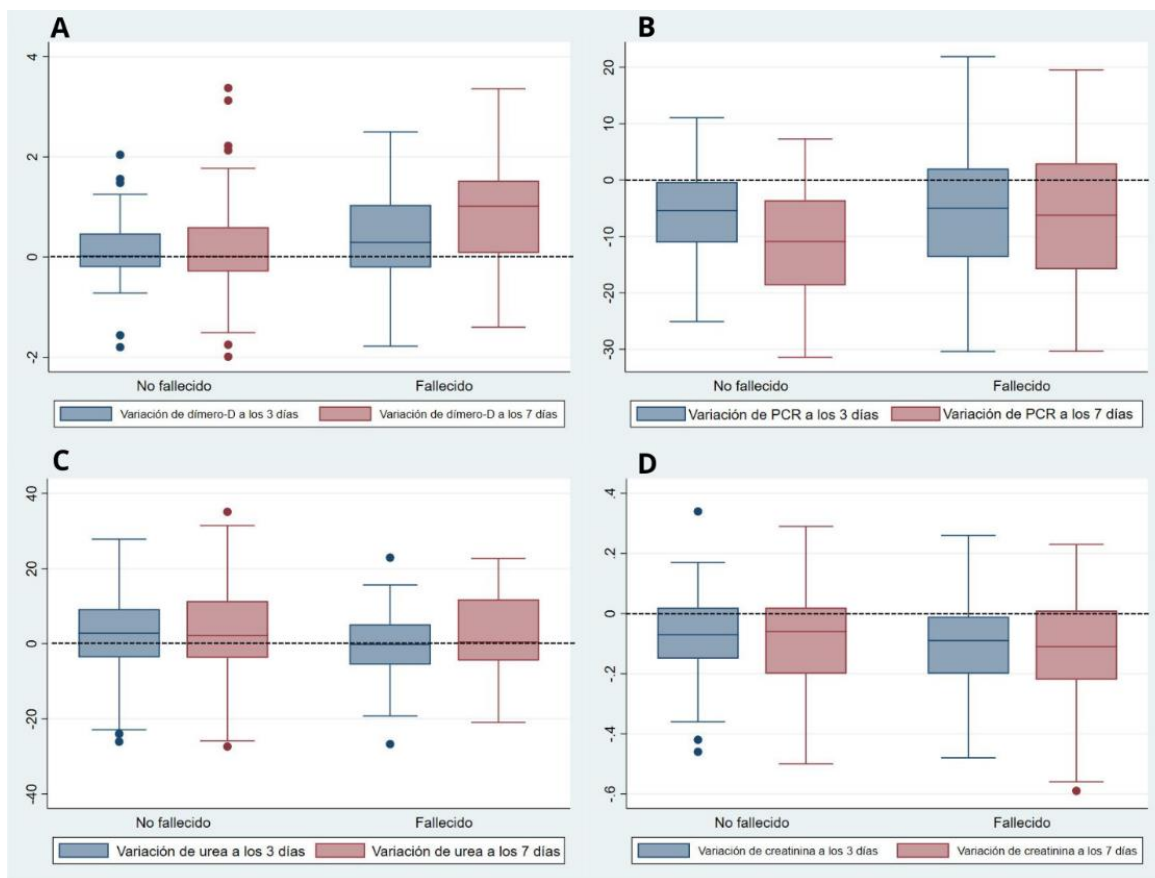 A
4
2
0
-2
No fallecido Fallecido
Variación de dímero-D a los 3 días Variación de dímero-D a los 7 días
B
20
10
0
-10
-20
-30
No fallecido Fallecido
Variación de PCR a los 3 días Variación de PCR a los 7 días
C
40
20
0
-20
-40
No fallecido Fallecido
Variación de urea a los 3 días Variación de urea a los 7 días
D
.4
.2
0
-.2
-.4
-.6
No fallecido Fallecido
Variación de creatinina a los 3 días Variación de creatinina a los 7 días